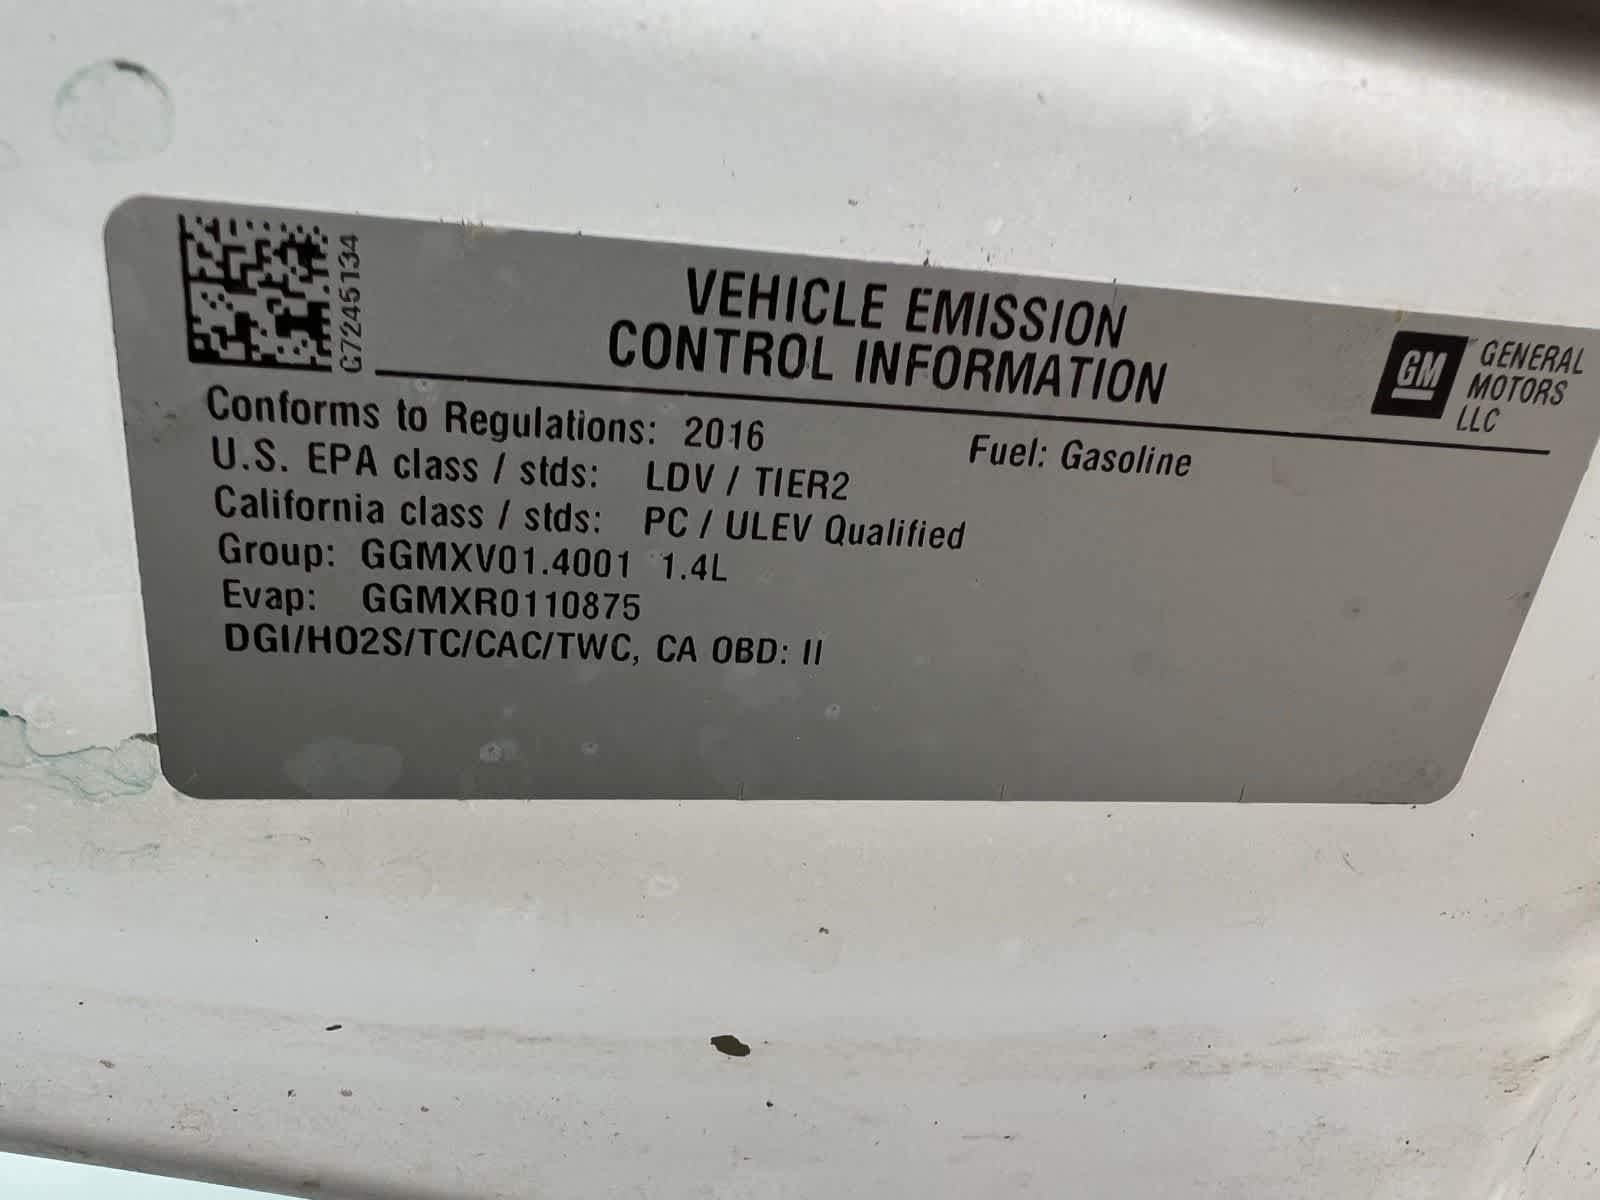 G7245134
VEHICLE EMISSION
CONTROL INFORMATION
GM
GENERAL
MOTORS
LLC
Conforms to Regulations: 2016
Fuel: Gasoline
U.S. EPA class / stds: LDV / TIER2
California class / stds: PC / ULEV Qualified
Group: GGMXV01.4001 1.4L
Evap: GGMXR0110875
DGI/HO2S/TC/CAC/TWC, CA OBD: II